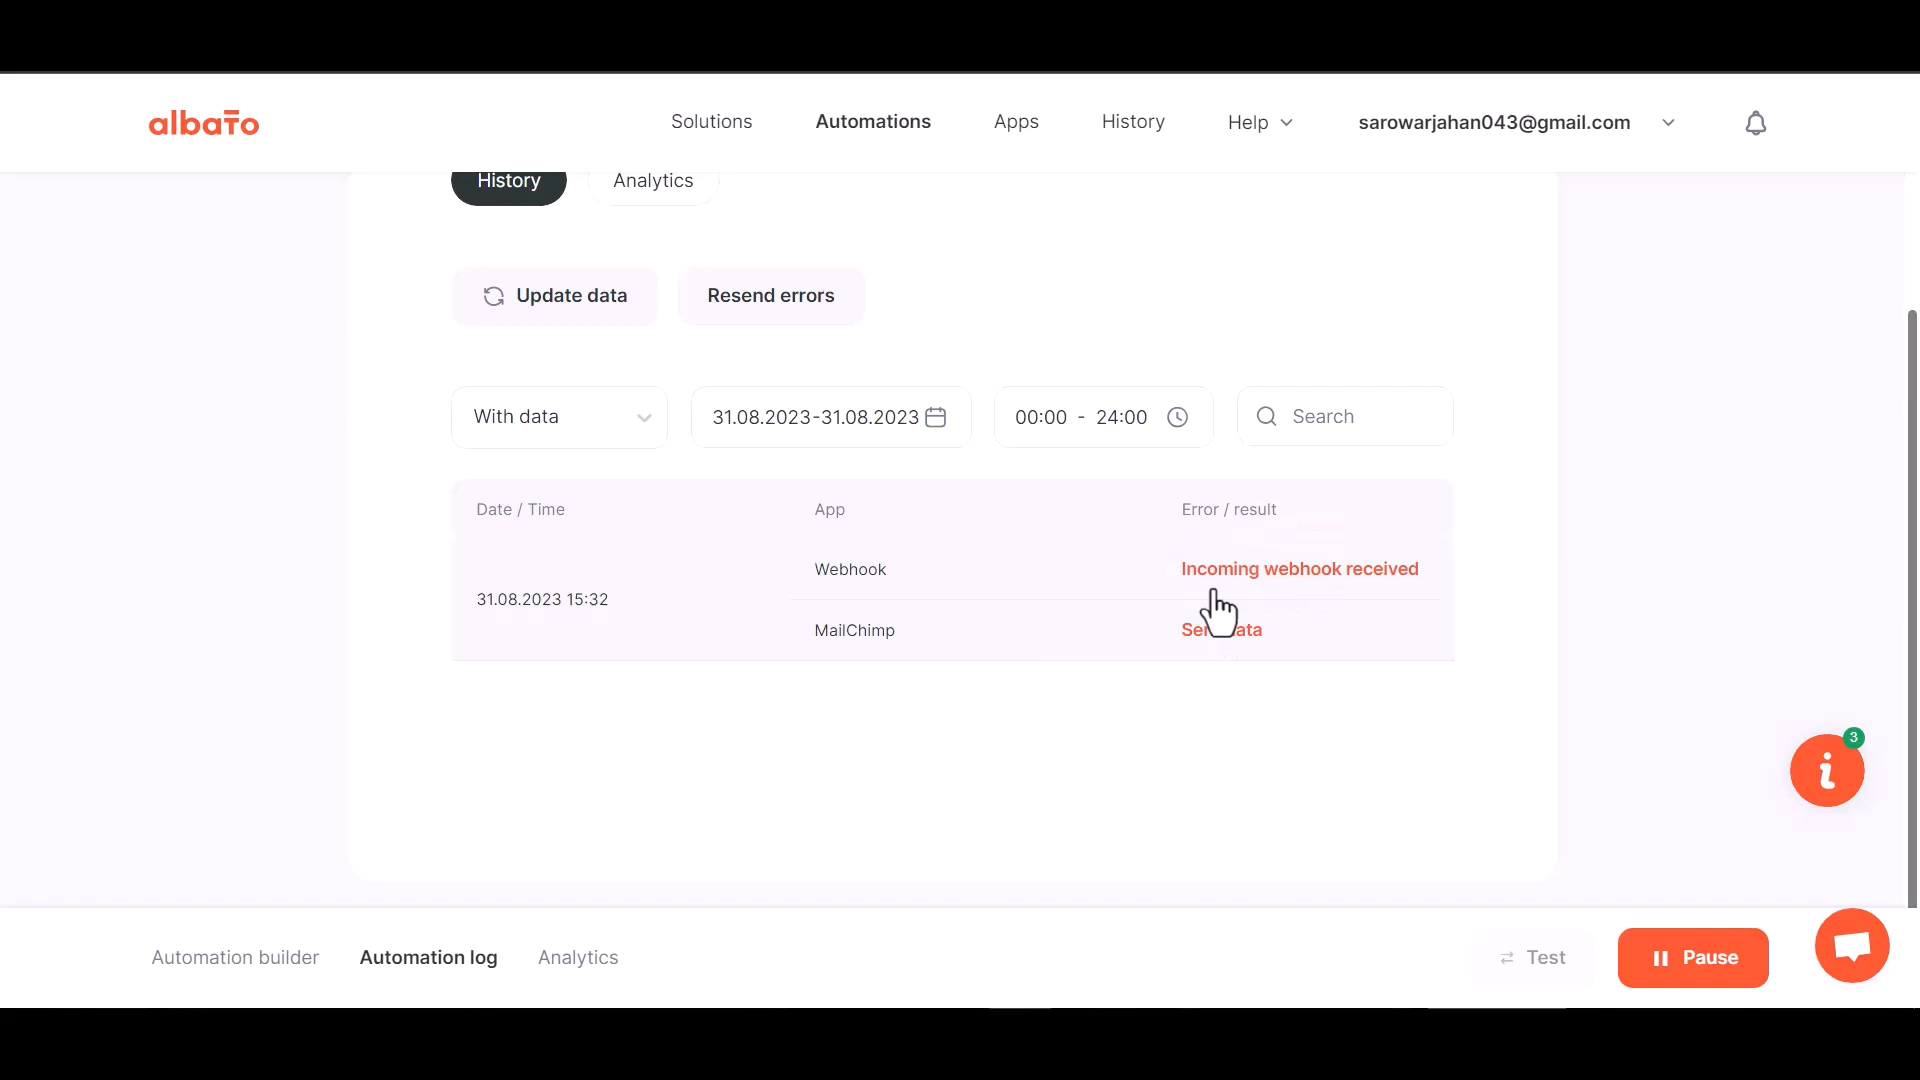 albato
Solutions
Automations
Apps
History
Help
sarowarjahan043@gmail.com
History
Analytics
Update data
Resend errors
With data
31.08.2023-31.08.2023
00:00 - 24:00
Search
Date / Time
App
Error / result
Webhook
Incoming webhook received
31.08.2023 15:32
MailChimp
3
i
Automation builder
Automation log
Analytics
Test
Pause